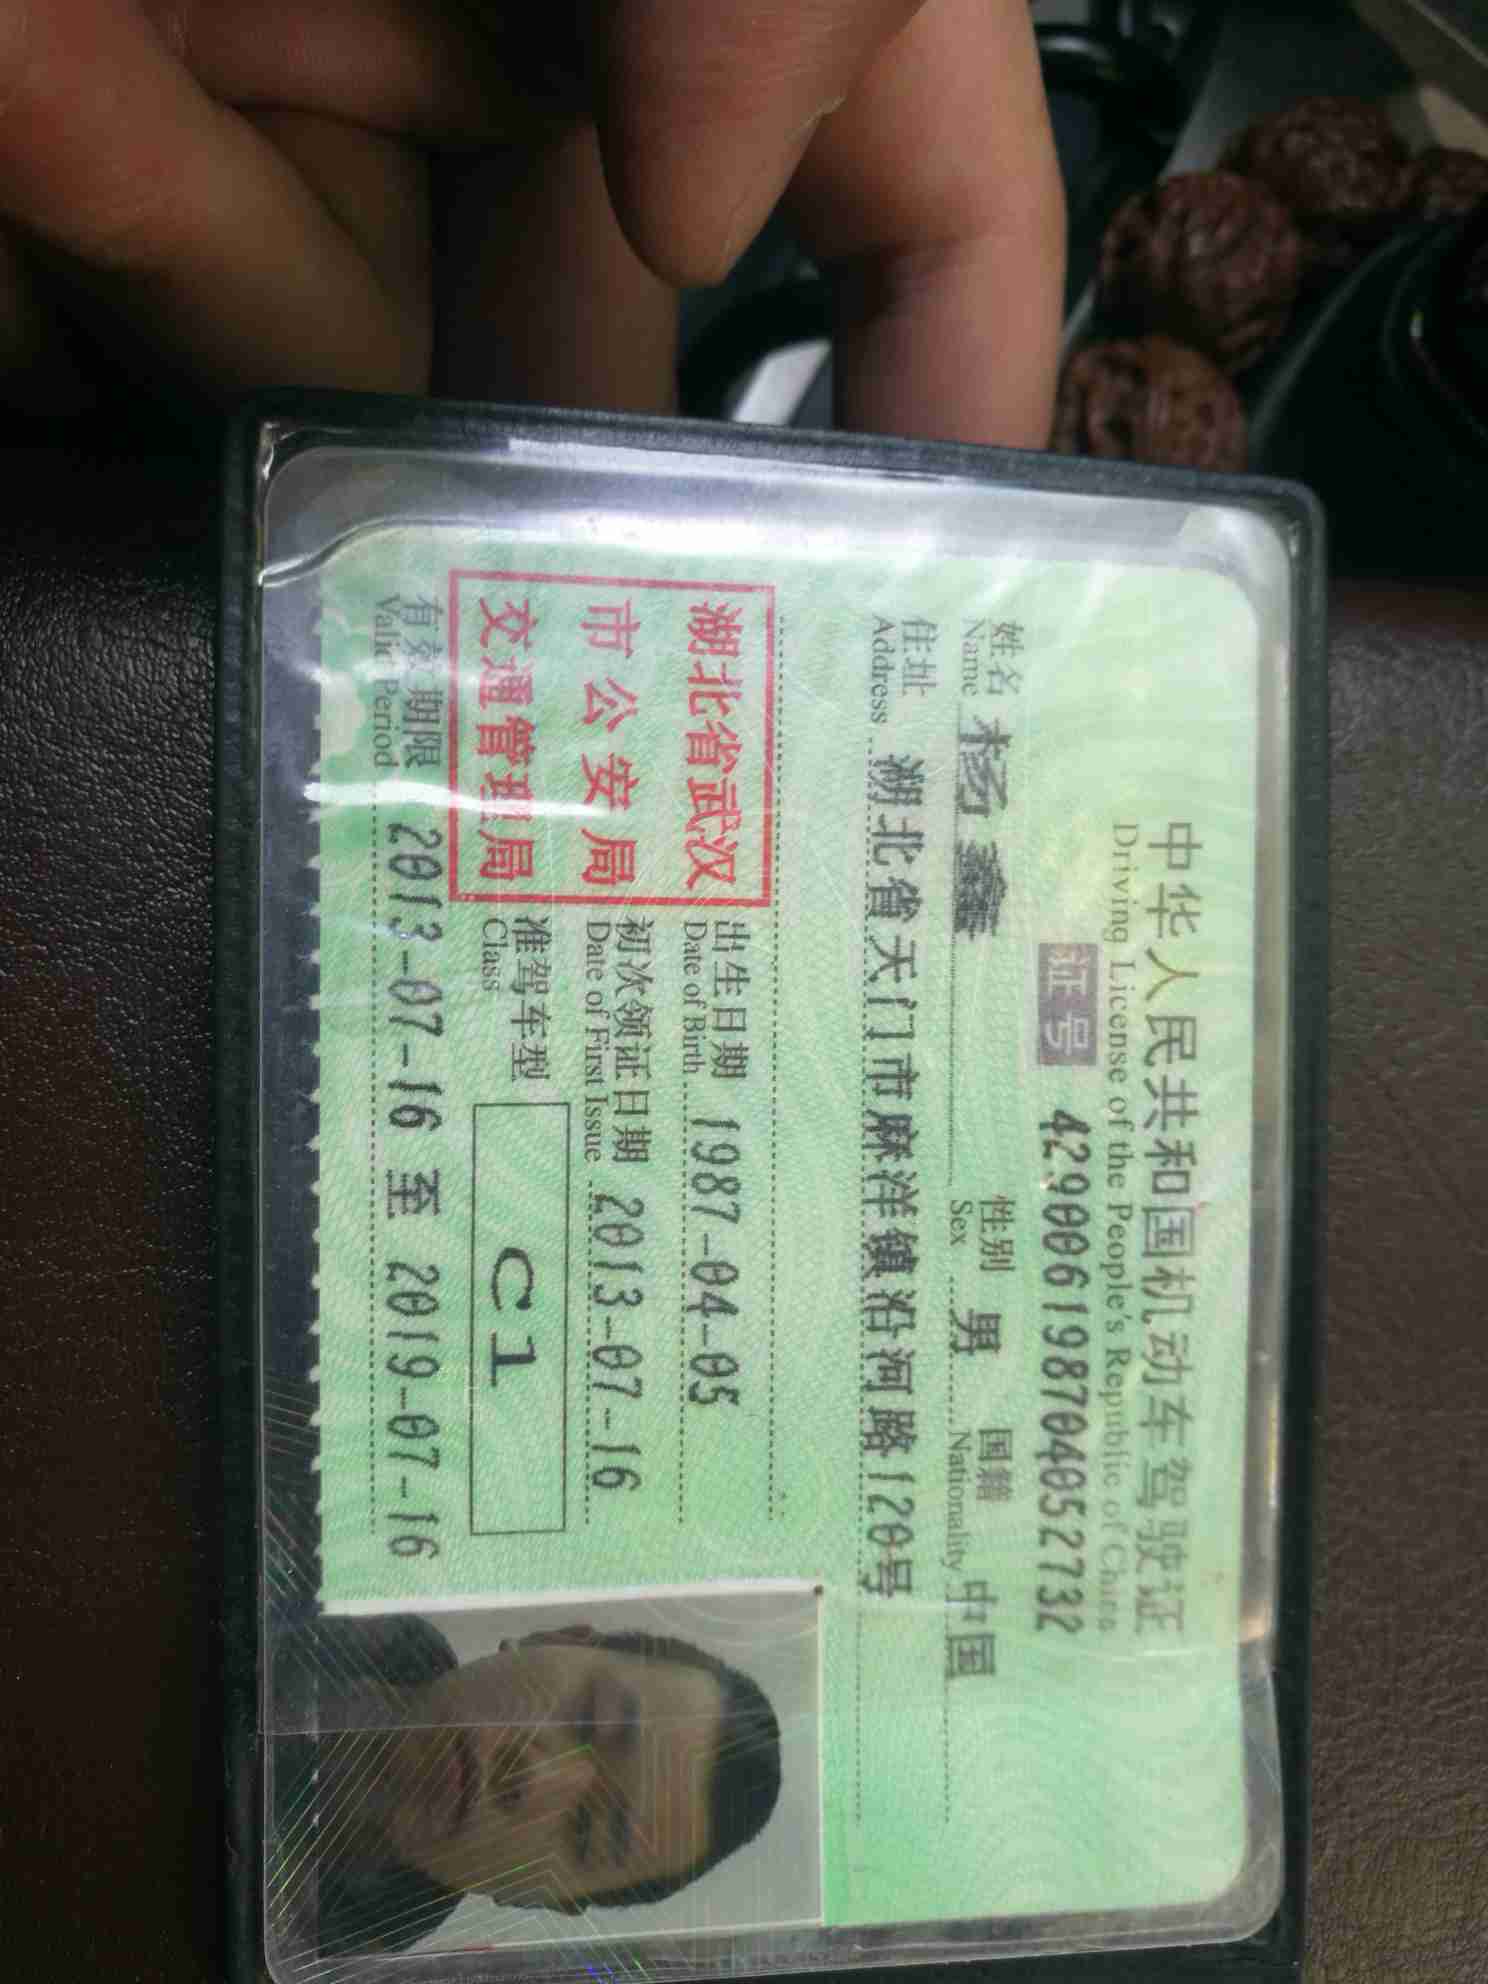 中华人民共和国机动车驾驶证
Driving License of the People's Republic of China
证号 429006198704052732
姓名 杨鑫 性别 男 国籍 中国
Name Sex Nationality
住址 湖北省天门市麻洋镇沿河路120号
Address
湖北省武汉
市公安局
交通管理局
出生日期 1987-04-05
Date of Birth
初次领证日期 2013-07-16
Date of First Issue
准驾车型 C1
Class
有效期限 2013-07-16 至 2019-07-16
Valid Period